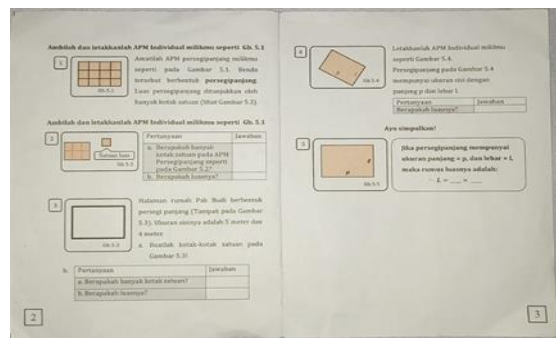 Ambillah dan letakkanlah APM Individual milikmu seperti Gb. 5.1
1
Amatilah APM persegipanjang milikmu
seperti pada Gambar 5.1. Benda
tersebut berbentuk persegipanjang.
Luas persegipanjang ditunjukkan oleh
banyak kotak satuan (lihat Gambar 5.2).
Gb 5.1
Ambillah dan letakkanlah APM Individual milikmu seperti Gb. 5.1
2
Satuan luas
Pertanyaan Jawaban
a. Berapakah banyak
kotak satuan pada APM
Persegipanjang seperti
pada Gambar 5.2?
b. Berapakah luasnya?
3
Halaman rumah Pak Budi berbentuk
persegi panjang (Tampak pada Gambar
5.3). Ukuran sisinya adalah 5 meter dan
4 meter
a. Buatlah kotak-kotak satuan pada
Gambar 5.3!
b. Pertanyaan Jawaban
a. Berapakah banyak kotak satuan?
b. Berapakah luasnya?
2
4
Letakkanlah APM Individual milikmu
seperti Gambar 5.4.
Persegipanjang pada Gambar 5.4
mempunyai ukuran sisi dengan
panjang p dan lebar l.
Gb 5.4
Pertanyaan Jawaban
Berapakah luasnya?
Ayo simpulkan!
5
p
Gb 5.5
Jika persegipanjang mempunyai
ukuran panjang = p, dan lebar = l,
maka rumus luasnya adalah:
L = ___ × ___
3